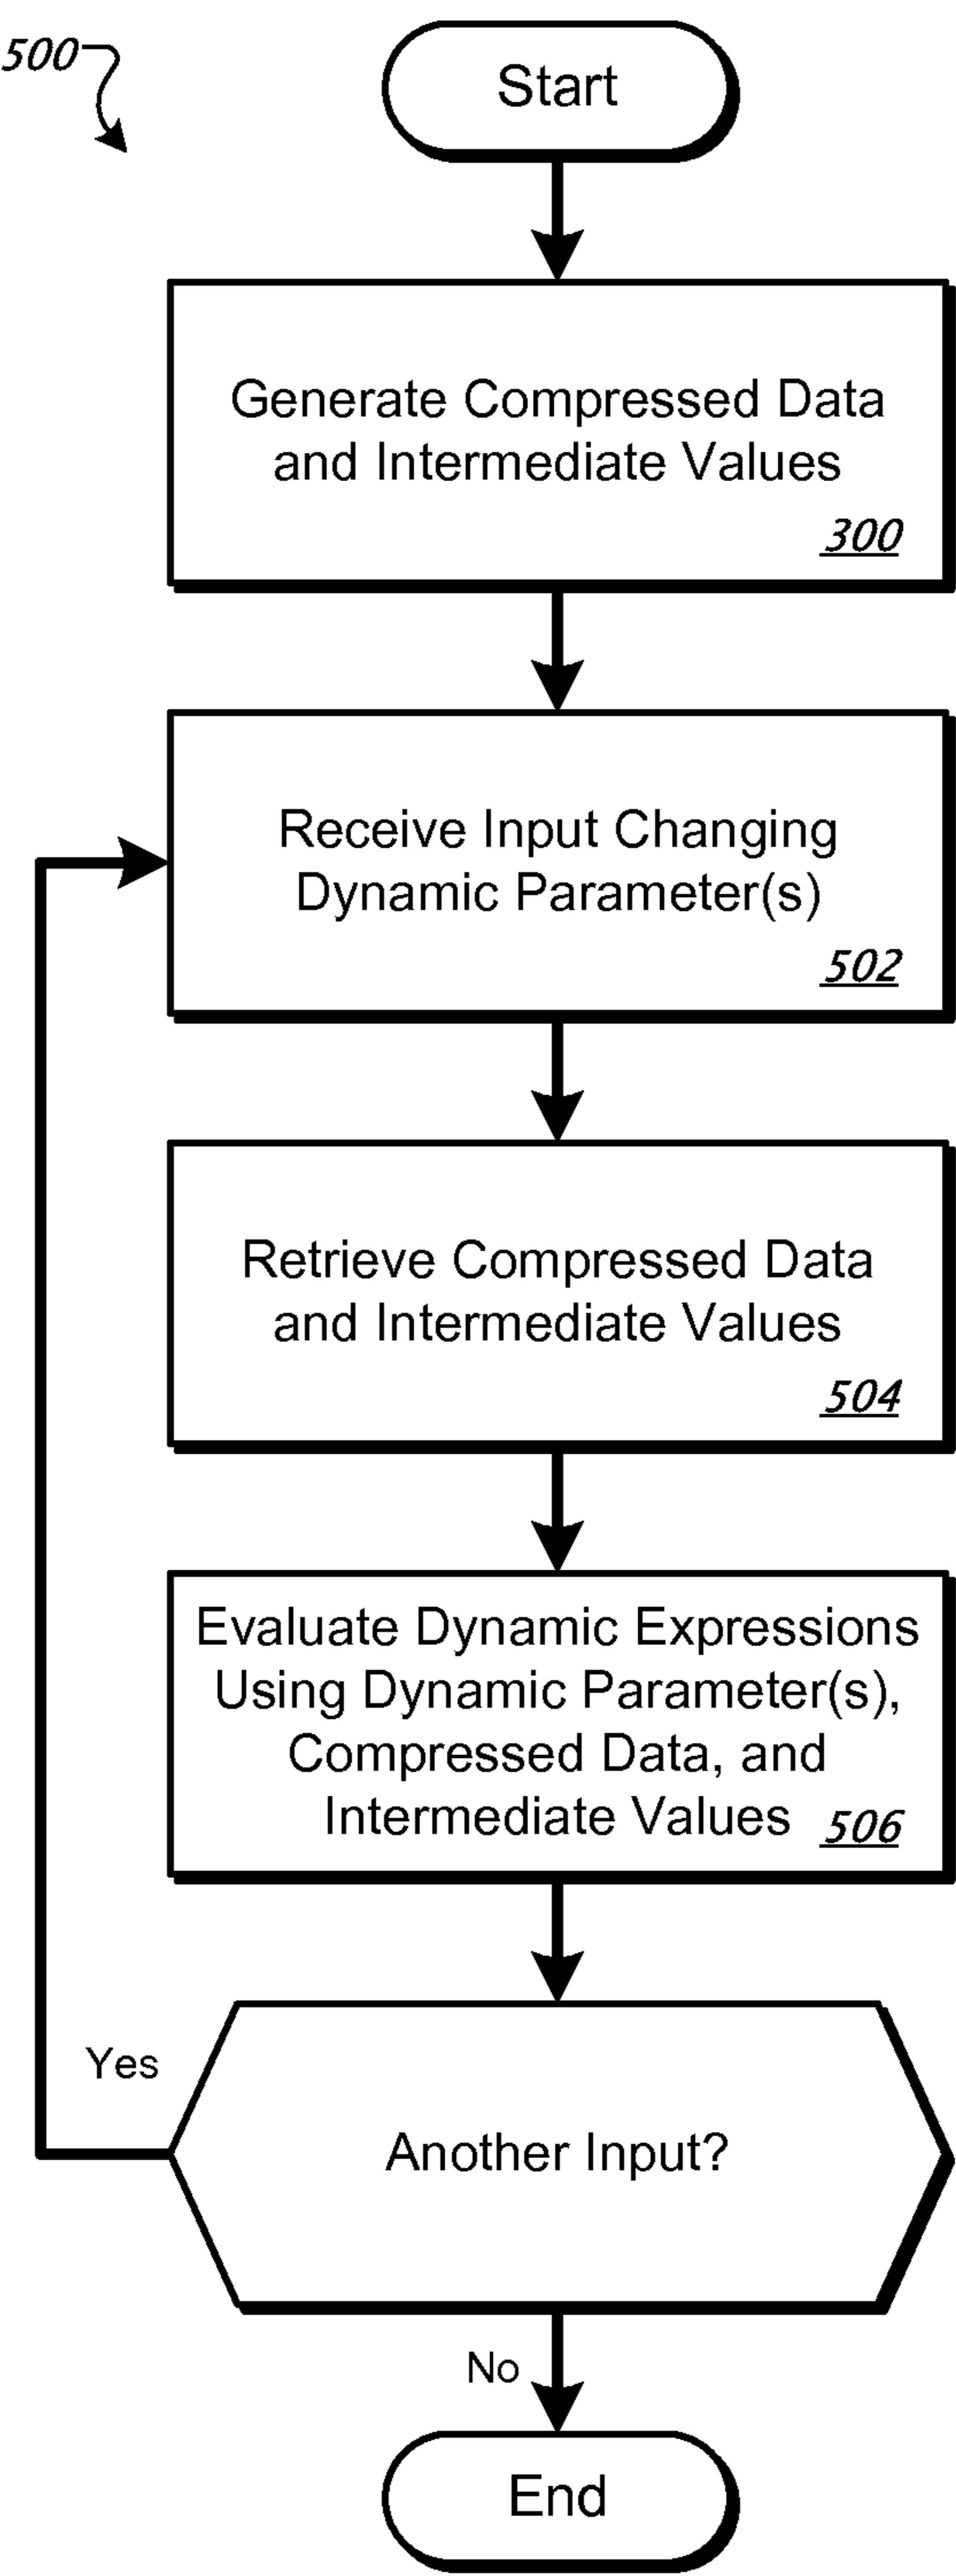 500
Start
Generate Compressed Data
and Intermediate Values
300
Receive Input Changing
Dynamic Parameter(s)
502
Retrieve Compressed Data
and Intermediate Values
504
Evaluate Dynamic Expressions
Using Dynamic Parameter(s),
Compressed Data, and
Intermediate Values
506
Yes
Another Input?
No
End